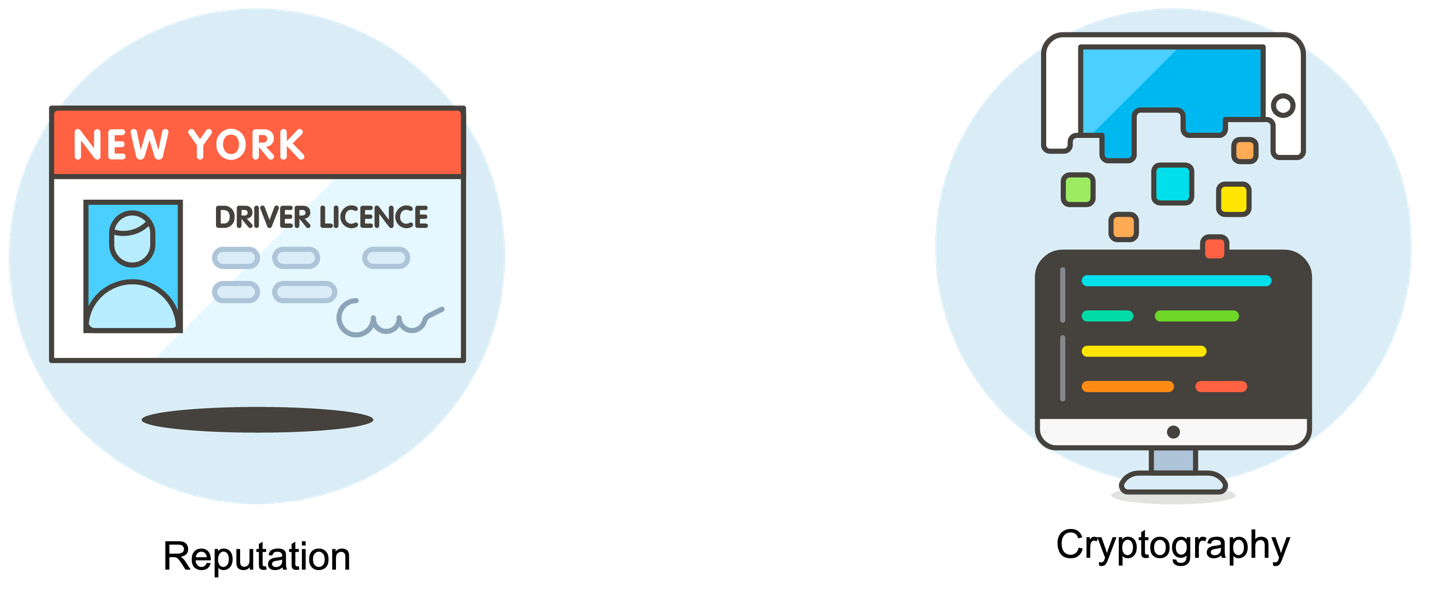 NEW YORK
DRIVER LICENCE
Reputation
Cryptography